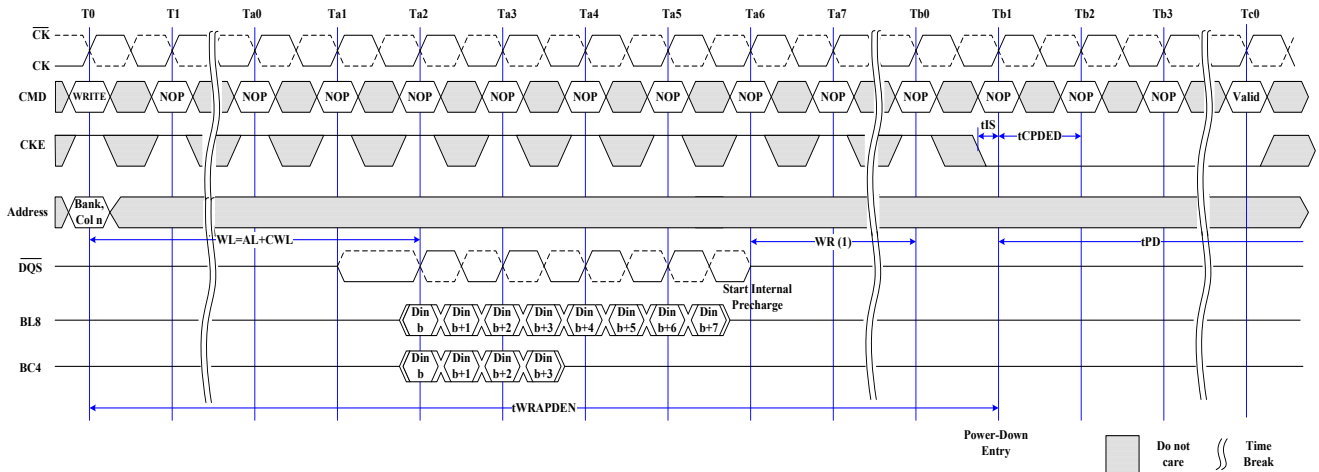 T0 T1 Ta0 Ta1 Ta2 Ta3 Ta4 Ta5 Ta6 Ta7 Tb0 Tb1 Tb2 Tb3 Tc0
CK
CK
CMD WRITE NOP NOP NOP NOP NOP NOP NOP NOP NOP NOP NOP NOP NOP Valid
tIS
CKE tCPDED
Address Bank,
Col n
WL=AL+CWL WR (1) tPD
DQS
Start Internal
Precharge
BL8 Din Din Din Din Din Din Din Din
b b+1 b+2 b+3 b+4 b+5 b+6 b+7
BC4 Din Din Din Din
b b+1 b+2 b+3
tWRAPDEN
Power-Down
Entry
Do not
care
Time
Break